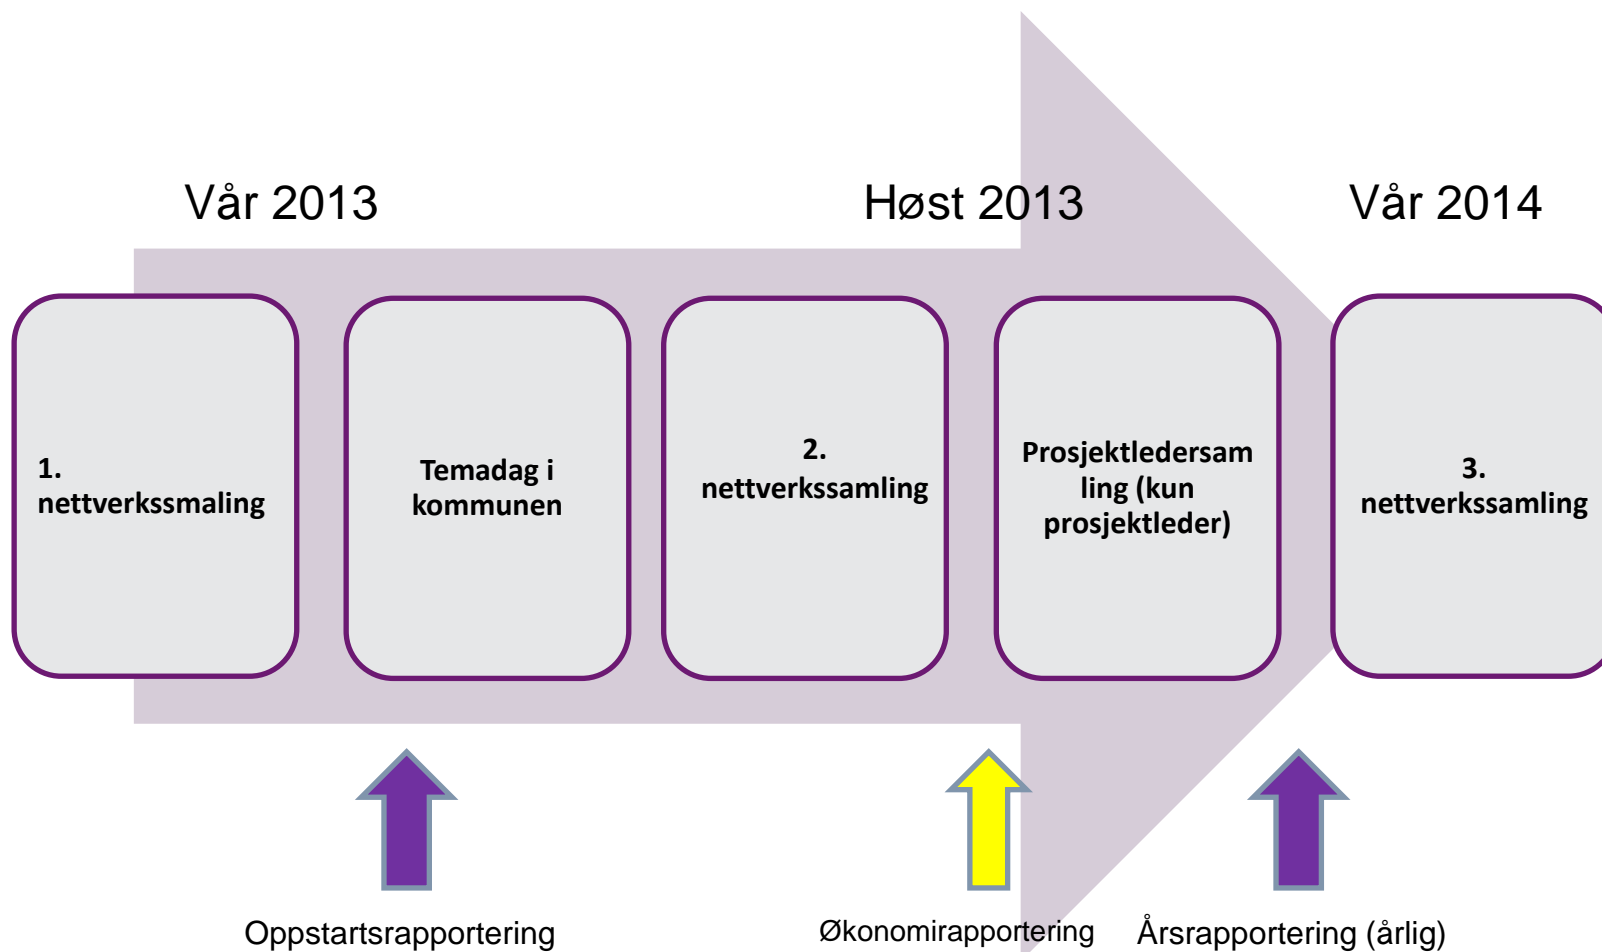 Vår 2013
Høst 2013
Vår 2014
1.
nettverkssmaling
Temadag i
kommunen
2.
nettverkssamling
Prosjektledersam
ling (kun
prosjektleder)
3.
nettverkssamling
Oppstartsrapportering
Økonomirapportering
Årsrapportering (årlig)